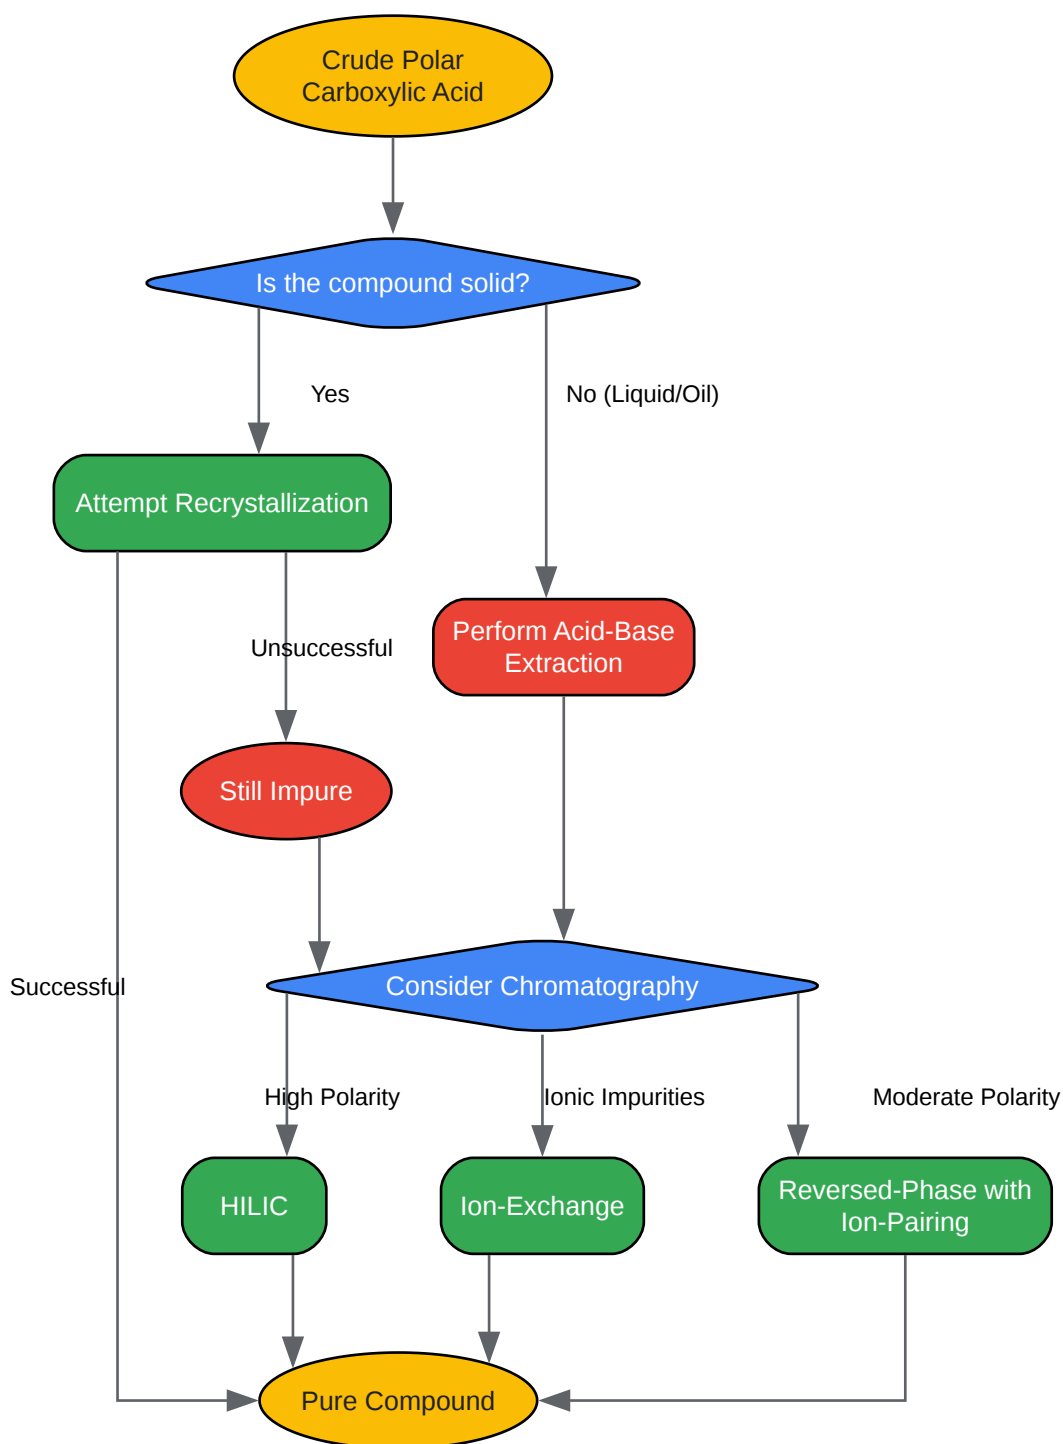 Crude Polar
Carboxylic Acid
Is the compound solid?
Yes
No (Liquid/Oil)
Attempt Recrystallization
Perform Acid-Base
Extraction
Unsuccessful
Still Impure
Successful
Consider Chromatography
High Polarity
Ionic Impurities
Moderate Polarity
HILIC
Ion-Exchange
Reversed-Phase with
Ion-Pairing
Pure Compound